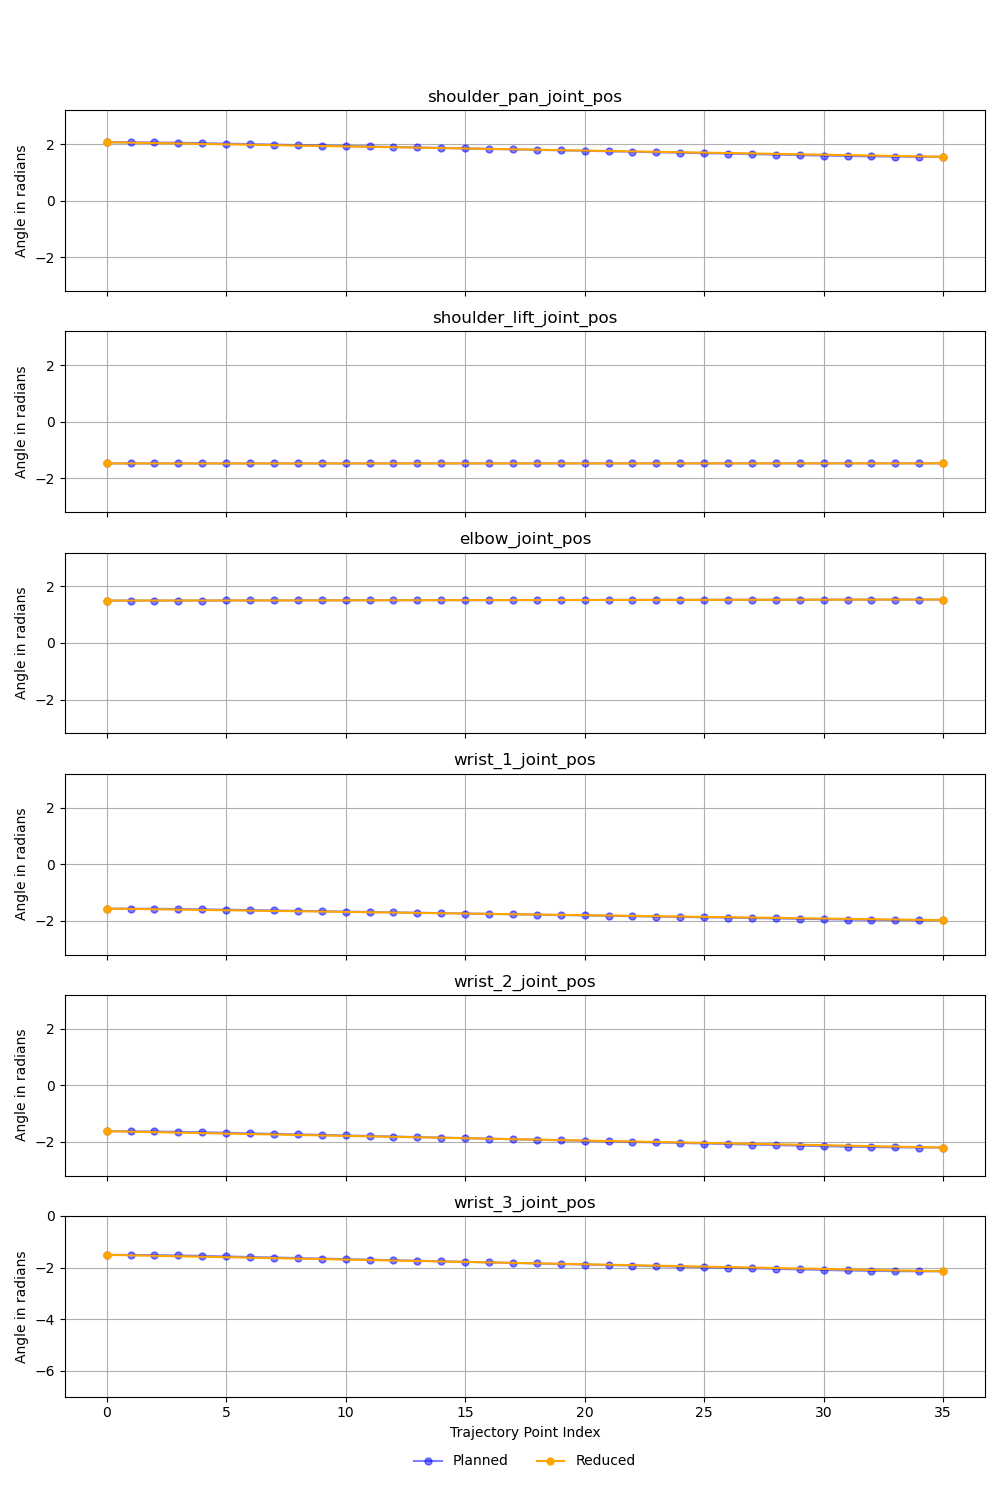 shoulder_pan_joint_pos
Angle in radians
2
0
−2
shoulder_lift_joint_pos
Angle in radians
2
0
−2
elbow_joint_pos
Angle in radians
2
0
−2
wrist_1_joint_pos
Angle in radians
2
0
−2
wrist_2_joint_pos
Angle in radians
2
0
−2
wrist_3_joint_pos
Angle in radians
0
−2
−4
−6
0 5 10 15 20 25 30 35
Trajectory Point Index
Planned Reduced